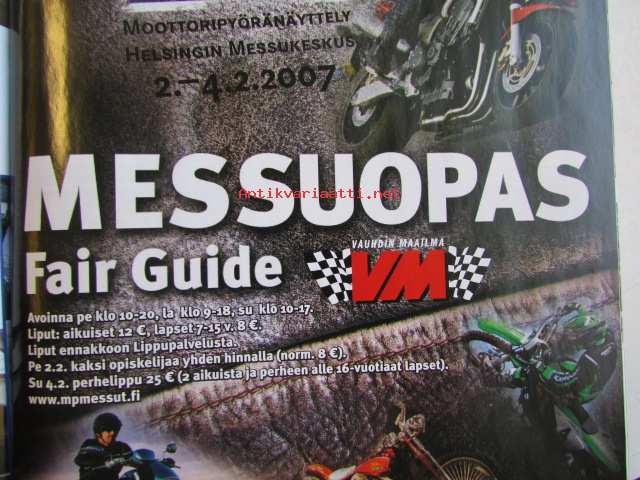 Moottoripyöränäyttely
Helsingin Messukeskus
2.–4.2.2007
MESSUOPAS
Antikvariaatti.net
Fair Guide
VAUHDIN MAAILMA
VM
Avoinna pe klo 10-20, la klo 9-18, su klo 10-17.
Liput: aikuiset 12 €, lapset 7-15 v. 8 €.
Liput ennakkoon Lippupalvelusta.
Pe 2.2. kaksi opiskelijaa yhden hinnalla (norm. 8 €).
Su 4.2. perhelippu 25 € (2 aikuista ja perheen alle 16-vuotiaat lapset).
www.mpmessut.fi